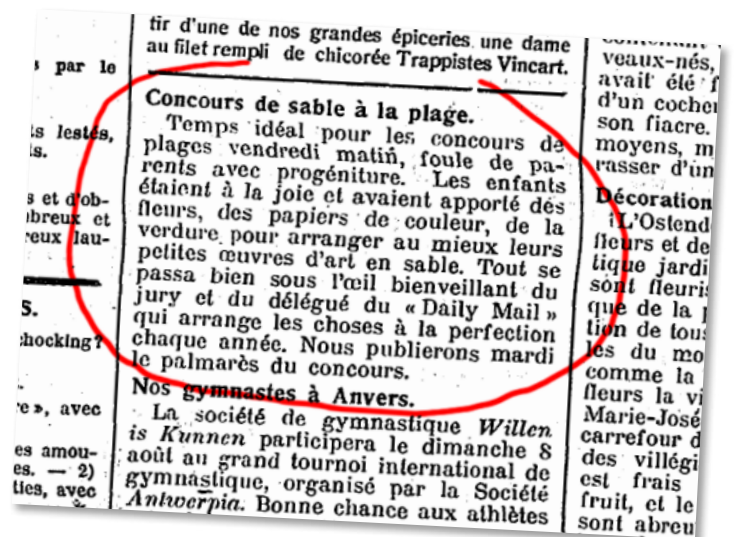 tir d'une de nos grandes épiceries une dame
au filet rempli de chicorée Trappistes Vincart.
Concours de sable à la plage.
Temps idéal pour les concours de
plages vendredi matin, foule de pa-
rents avec progéniture. Les enfants
étaient à la joie et avaient apporté des
fleurs, des papiers de couleur, de la
verdure pour arranger au mieux leurs
petites œuvres d'art en sable. Tout se
passa bien sous l'œil bienveillant du
jury et du délégué du « Daily Mail »
qui arrange les choses à la perfection
chaque année. Nous publierons mardi
le palmarès du concours.
Nos gymnastes à Anvers.
La société de gymnastique Willen
is Kunnen participera le dimanche 8
août au grand tournoi international de
gymnastique, organisé par la Société
Antwerpia. Bonne chance aux athlètes
par le
lestés,
s et d'ob-
breux et
reux lau-
S.
hocking?
e », avec
es amou-
es. — 2)
ties, avec
veaux-nés,
avait été f
d'un cocher
son fiacre.
moyens, m
rasser d'un
Décoration
L'Ostend
fleurs et de
tique jardi
sont fleuris
que de la p
tion de tous
les du mo
comme la
fleurs la vi
Marie-José
carrefour d
des villégi
est frais
fruit, et le
sont abreu